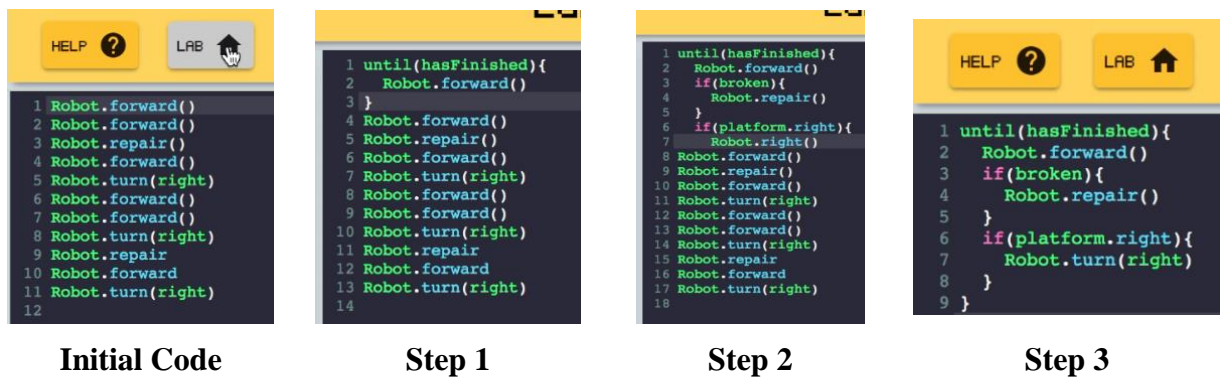 HELP ? LAB
1 Robot.forward()
2 Robot.forward()
3 Robot.repair()
4 Robot.forward()
5 Robot.turn(right)
6 Robot.forward()
7 Robot.forward()
8 Robot.turn(right)
9 Robot.repair
10 Robot.forward
11 Robot.turn(right)
12
Initial Code
1 until(hasFinished){
2 Robot.forward()
3 }
4 Robot.forward()
5 Robot.repair()
6 Robot.forward()
7 Robot.turn(right)
8 Robot.forward()
9 Robot.forward()
10 Robot.turn(right)
11 Robot.repair
12 Robot.forward
13 Robot.turn(right)
14
Step 1
1 until(hasFinished){
2 Robot.forward()
3 if(broken){
4 Robot.repair()
5 }
6 if(platform.right){
7 Robot.right()
8 Robot.forward()
9 Robot.repair()
10 Robot.forward()
11 Robot.turn(right)
12 Robot.forward()
13 Robot.forward()
14 Robot.turn(right)
15 Robot.repair
16 Robot.forward
17 Robot.turn(right)
18
Step 2
HELP ? LAB
1 until(hasFinished){
2 Robot.forward()
3 if(broken){
4 Robot.repair()
5 }
6 if(platform.right){
7 Robot.turn(right)
8 }
9 }
Step 3